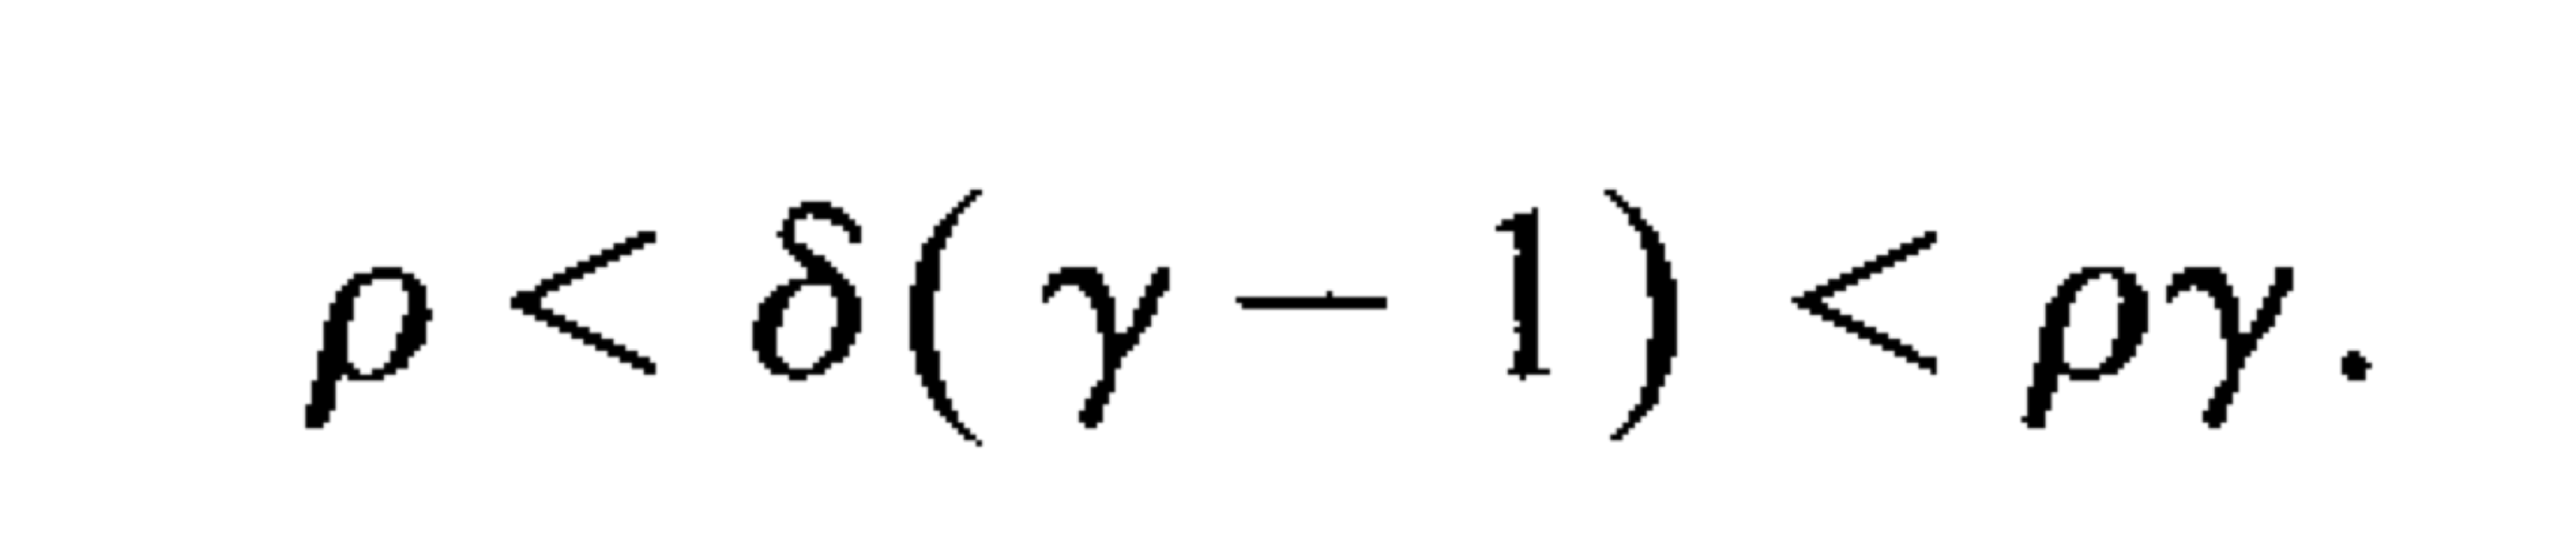 ρ < δ(γ − 1) < ργ.